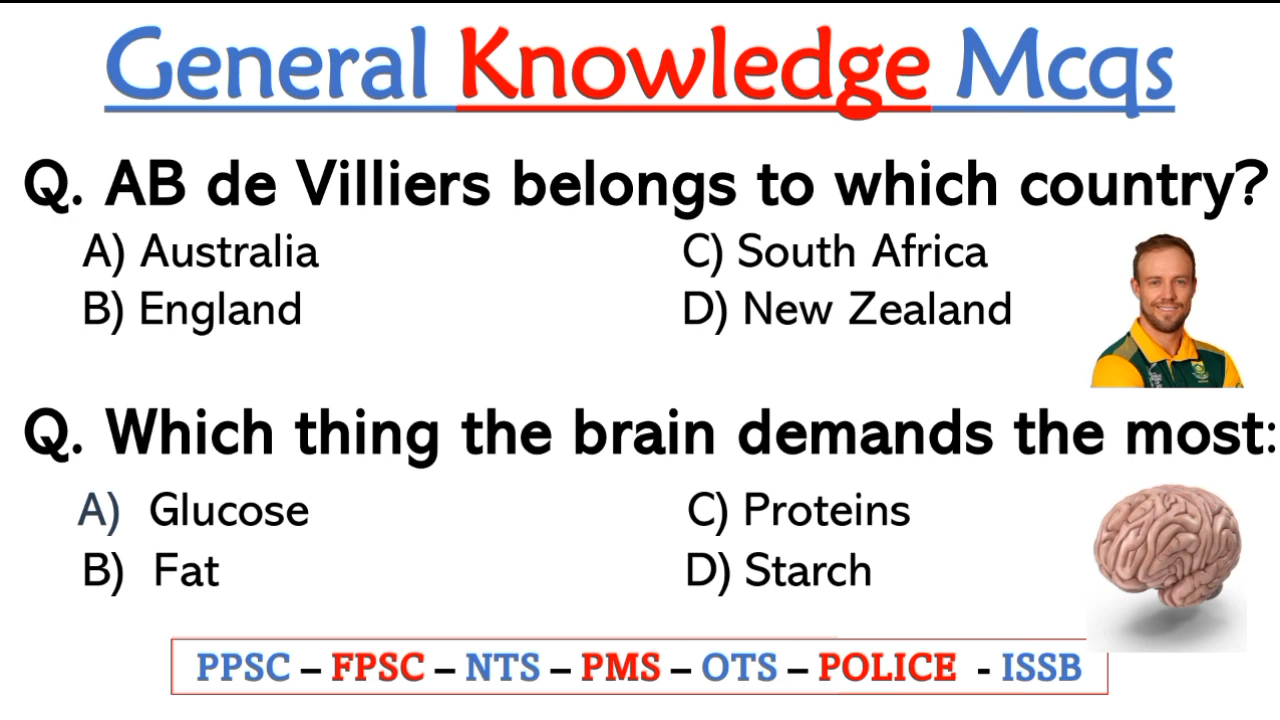 General Knowledge Mcqs
Q. AB de Villiers belongs to which country?
A) Australia
C) South Africa
B) England
D) New Zealand
Q. Which thing the brain demands the most:
A) Glucose
C) Proteins
B) Fat
D) Starch
PPSC – FPSC – NTS – PMS – OTS – POLICE - ISSB